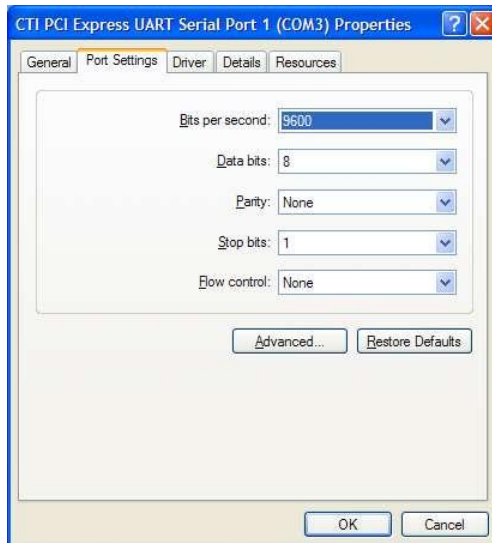 CTI PCI Express UART Serial Port 1 (COM3) Properties
General Port Settings Driver Details Resources
Bits per second: 9600
Data bits: 8
Parity: None
Stop bits: 1
Flow control: None
Advanced... Restore Defaults
OK Cancel